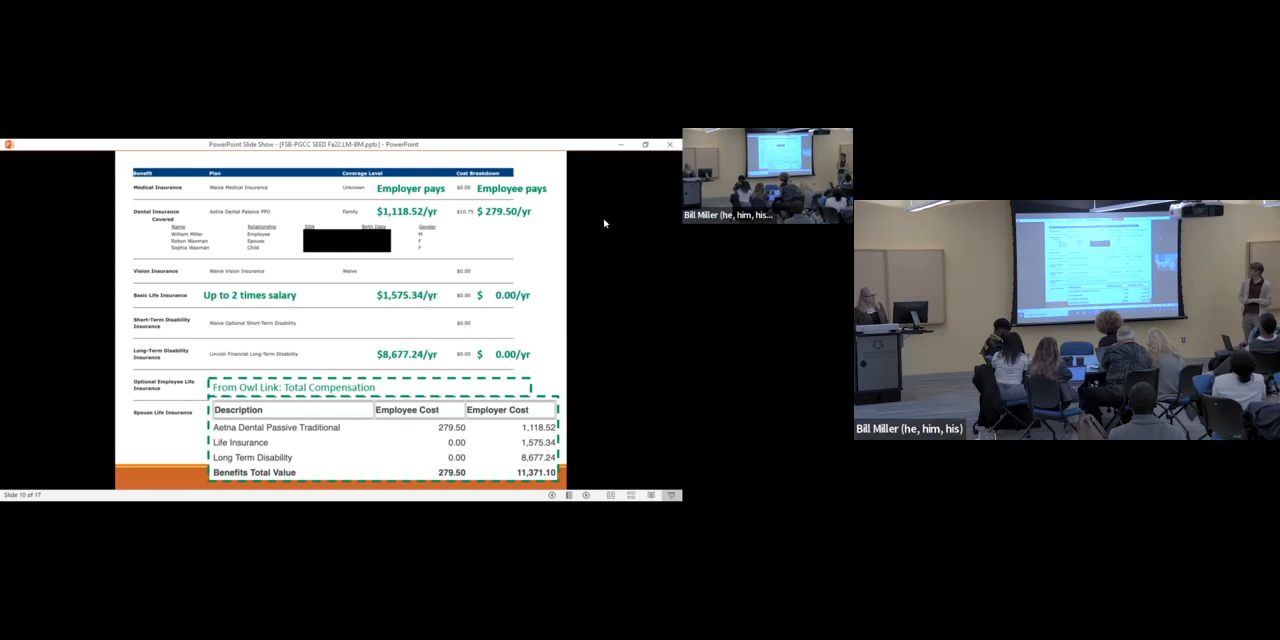 PowerPoint Slide Show - [FSB-PGCC SEED Fa22.LM-BM.pptx] - PowerPoint
Benefit Plan Coverage Level Cost Breakdown
Medical Insurance Waive Medical Insurance Unknown Employer pays $0.00 Employee pays
Dental Insurance Aetna Dental Passive PPO Family $1,118.52/yr $10.75 $ 279.50/yr
Covered
Name Relationship SSN Birth Date Gender
William Miller Employee M
Robyn Waxman Spouse F
Sophia Waxman Child F
Vision Insurance Waive Vision Insurance Waive $0.00
Basic Life Insurance Up to 2 times salary $1,575.34/yr $0.00 $ 0.00/yr
Short-Term Disability
Insurance Waive Optional Short-Term Disability $0.00
Long-Term Disability
Insurance Lincoln Financial Long-Term Disability $8,677.24/yr $0.00 $ 0.00/yr
Optional Employee Life
Insurance
Spouse Life Insurance
From Owl Link: Total Compensation
Description Employee Cost Employer Cost
Aetna Dental Passive Traditional 279.50 1,118.52
Life Insurance 0.00 1,575.34
Long Term Disability 0.00 8,677.24
Benefits Total Value 279.50 11,371.10
Slide 10 of 17
Bill Miller (he, him, his...
Bill Miller (he, him, his)